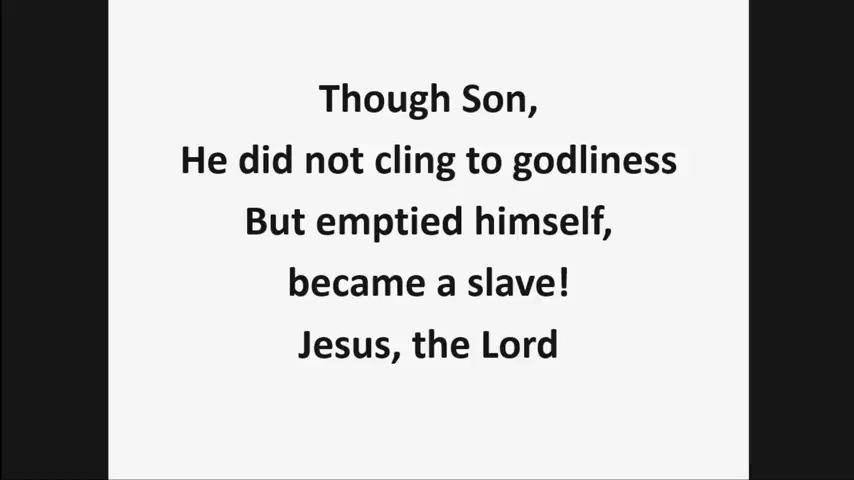 Though Son,
He did not cling to godliness
But emptied himself,
became a slave!
Jesus, the Lord